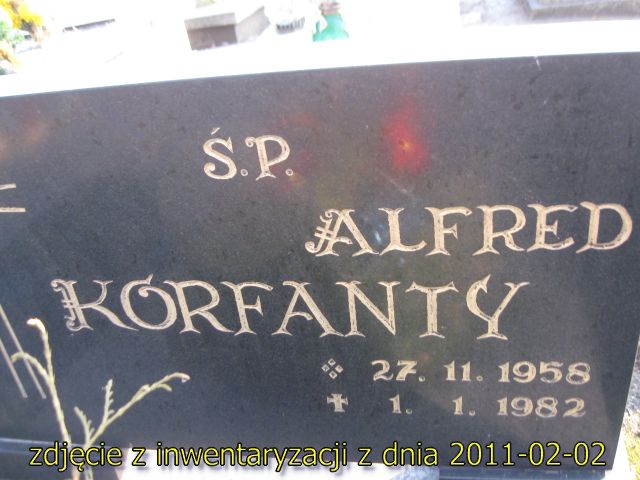 Ś.P.
ALFRED
KORFANTY
27. 11. 1958
✝ 1. 1. 1982
zdjęcie z inwentaryzacji z dnia 2011-02-02